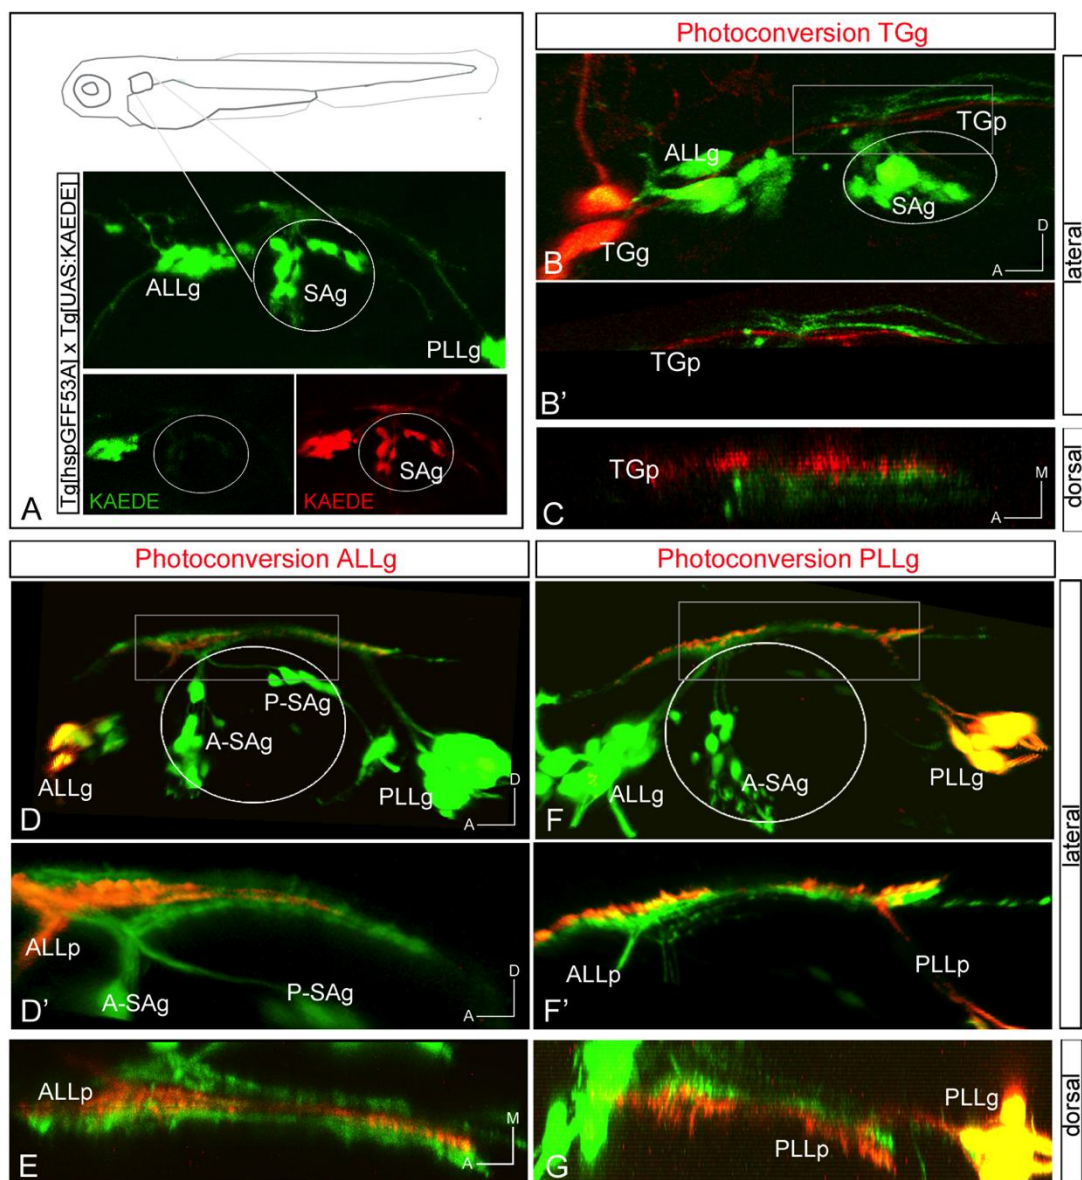 Tg[hspGFF53A] x Tg[UAS:KAEDE]
ALLg
SAg
PLLg
KAEDE
KAEDE
SAg
A
Photoconversion TGg
ALLg
TGp
SAg
TGg
D
A
B
TGp
B'
TGp
M
A
C
lateral
dorsal
Photoconversion ALLg
P-SAg
A-SAg
ALLg
PLLg
D
A
D
ALLp
A-SAg
P-SAg
D
A
D'
ALLp
M
A
E
Photoconversion PLLg
ALLg
A-SAg
PLLg
F
ALLp
PLLp
F'
PLLg
PLLp
G
lateral
dorsal